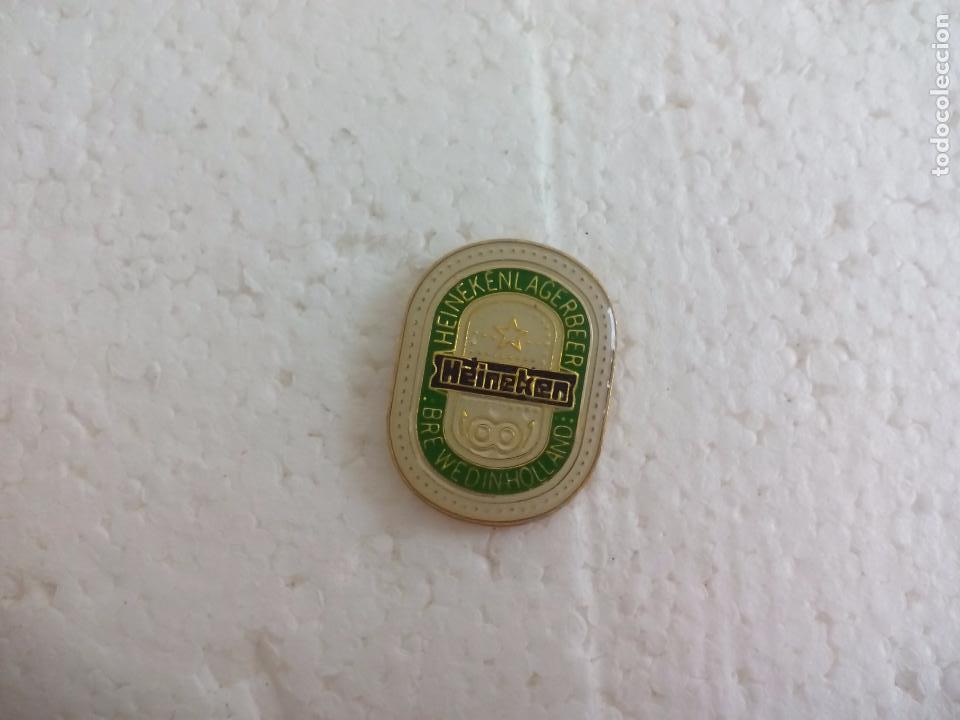 HEINEKENLAGERBEER
Heineken
· BREWEDINHOLLAND ·
todocoleccion